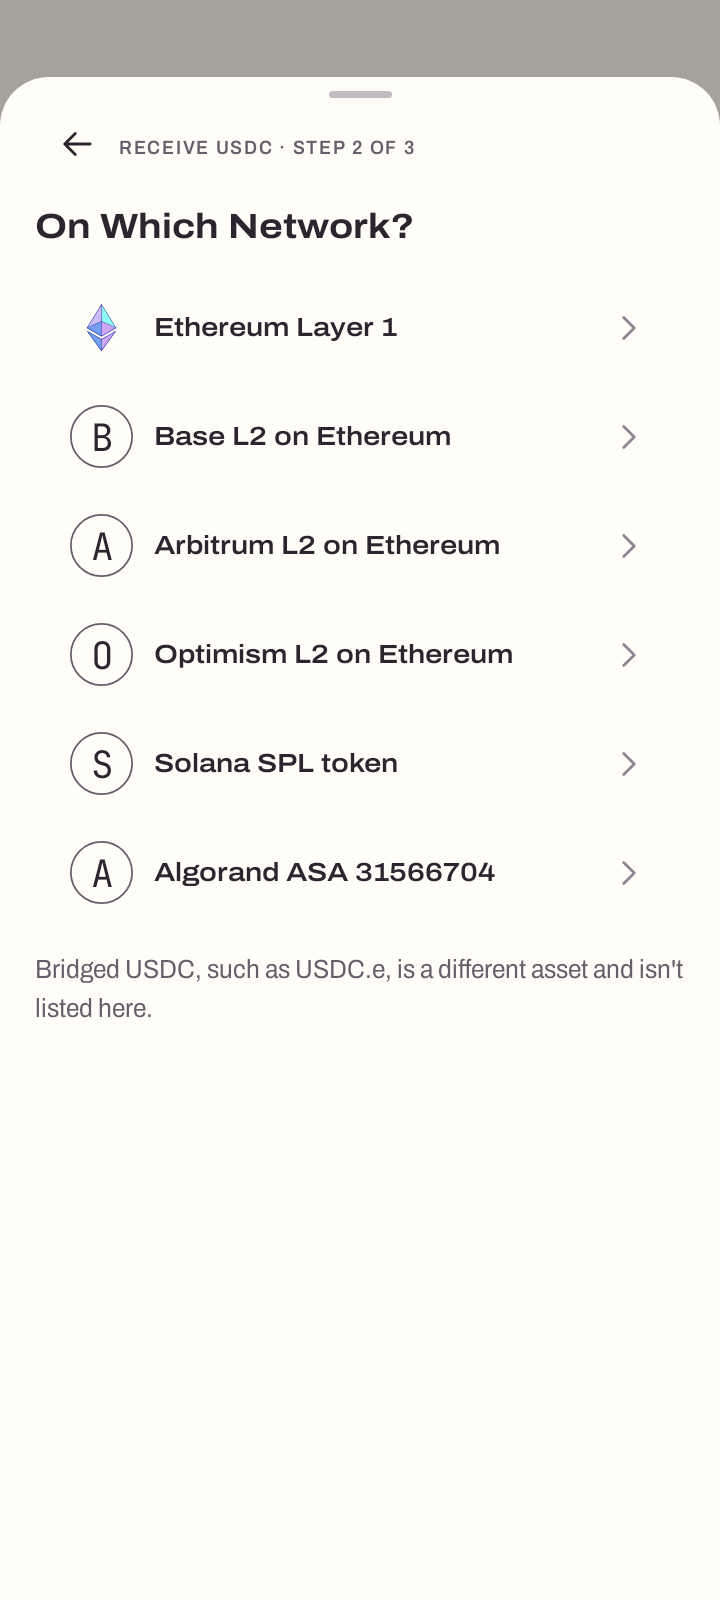 RECEIVE USDC · STEP 2 OF 3
On Which Network?
Ethereum Layer 1
B Base L2 on Ethereum
A Arbitrum L2 on Ethereum
O Optimism L2 on Ethereum
S Solana SPL token
A Algorand ASA 31566704
Bridged USDC, such as USDC.e, is a different asset and isn't
listed here.